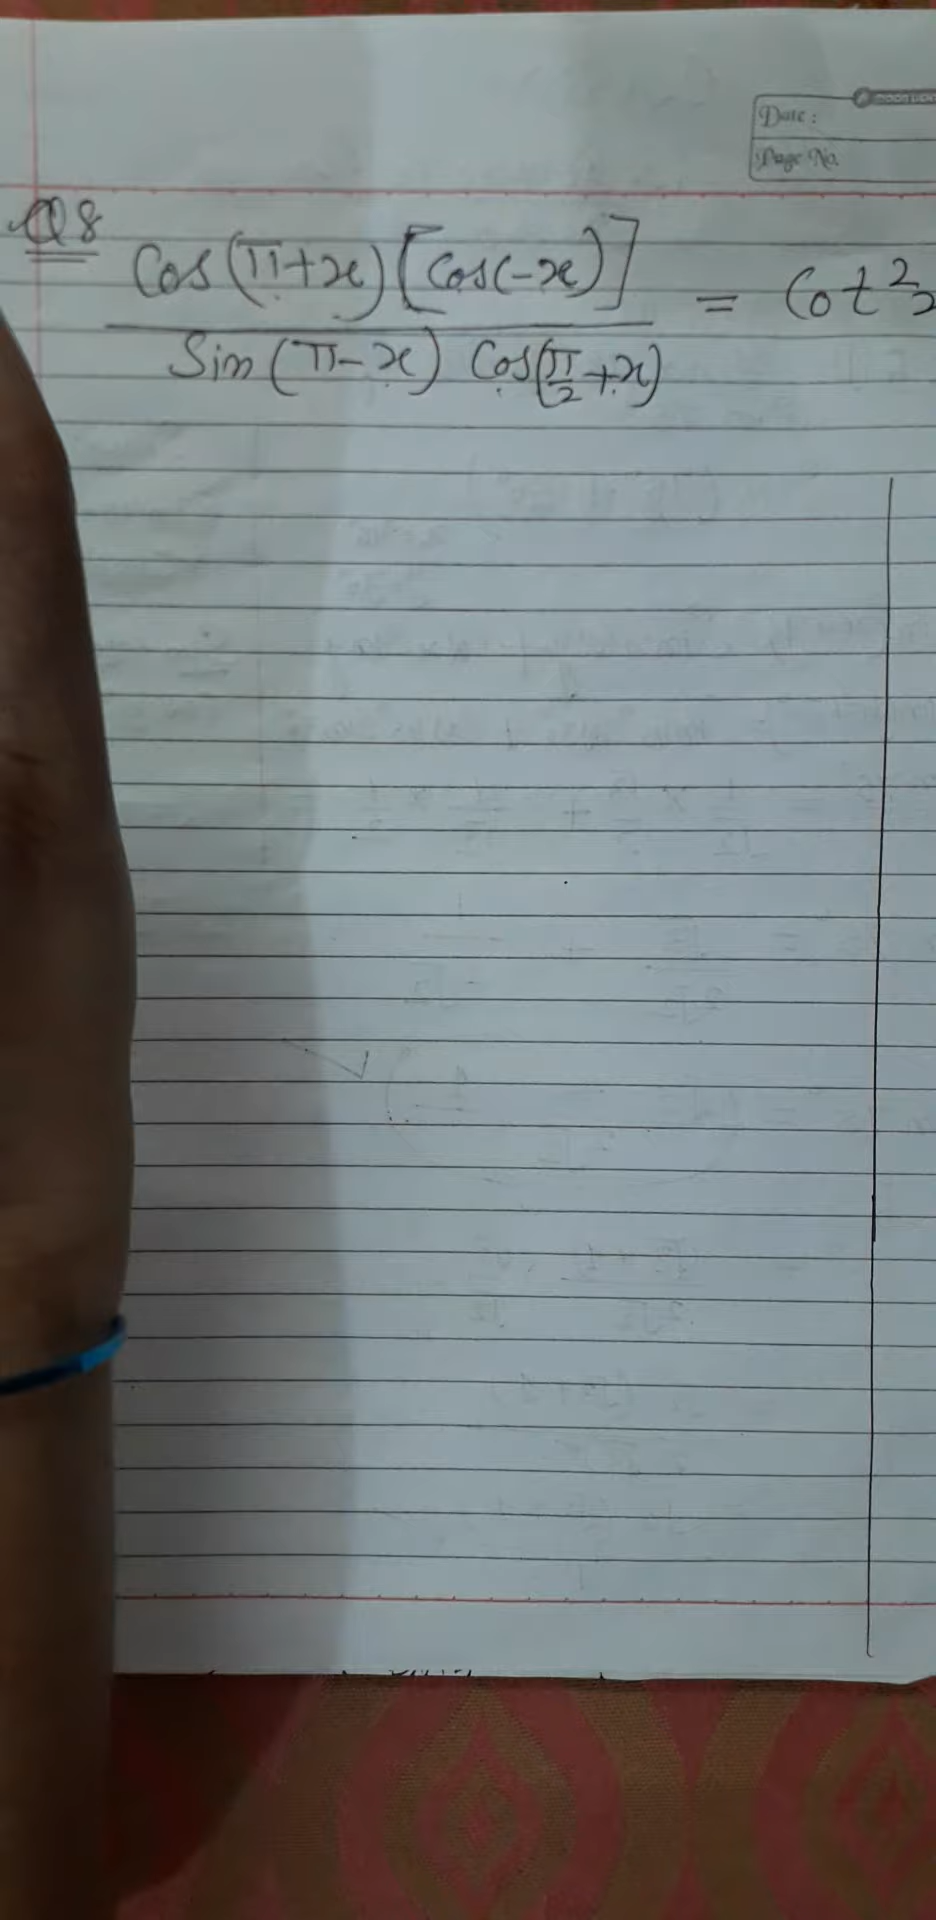 Date :
Page No.
Q8
Cos(π+x)[Cos(-x)]
= Cot²
Sin(π-x) Cos(π/2+x)